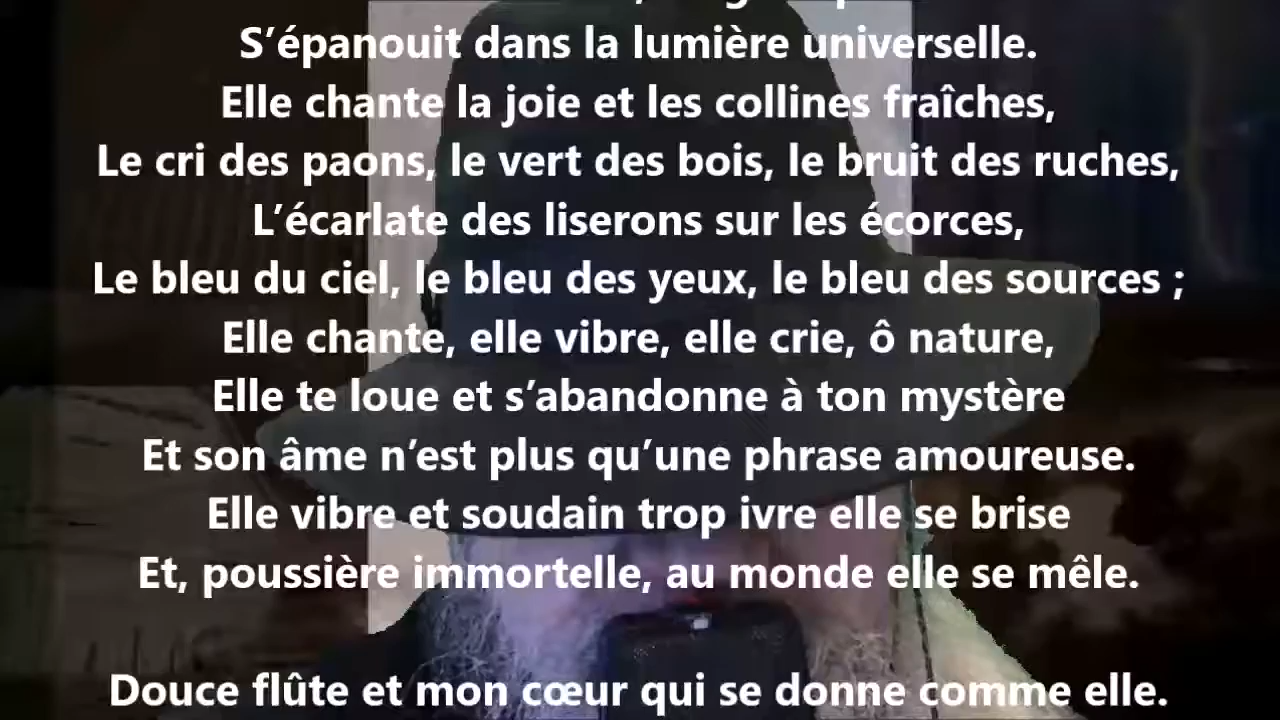 S’épanouit dans la lumière universelle.
Elle chante la joie et les collines fraîches,
Le cri des paons, le vert des bois, le bruit des ruches,
L’écarlate des liserons sur les écorces,
Le bleu du ciel, le bleu des yeux, le bleu des sources ;
Elle chante, elle vibre, elle crie, ô nature,
Elle te loue et s’abandonne à ton mystère
Et son âme n’est plus qu’une phrase amoureuse.
Elle vibre et soudain trop ivre elle se brise
Et, poussière immortelle, au monde elle se mêle.
Douce flûte et mon cœur qui se donne comme elle.